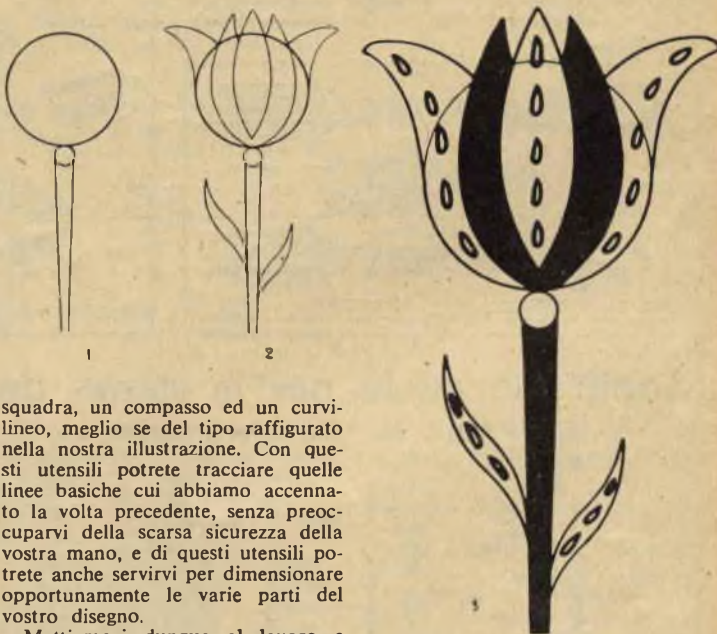 1
2
3
squadra, un compasso ed un curvi-
lineo, meglio se del tipo raffigurato
nella nostra illustrazione. Con que-
sti utensili potrete tracciare quelle
linee basiche cui abbiamo accenna-
to la volta precedente, senza preoc-
cuparvi della scarsa sicurezza della
vostra mano, e di questi utensili po-
trete anche servirvi per dimensionare
opportunamente le varie parti del
vostro disegno.